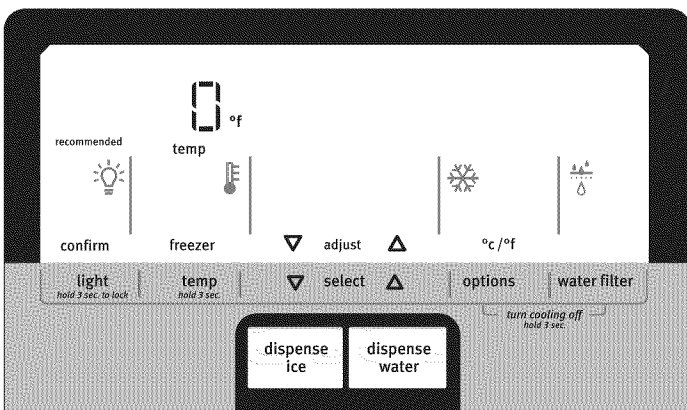 0 °f
recommended
temp
confirm freezer ▽ adjust △ °c /°f
light temp ▽ select △ options water filter
hold 3 sec. to lock hold 3 sec.
turn cooling off
hold 3 sec.
dispense dispense
ice water